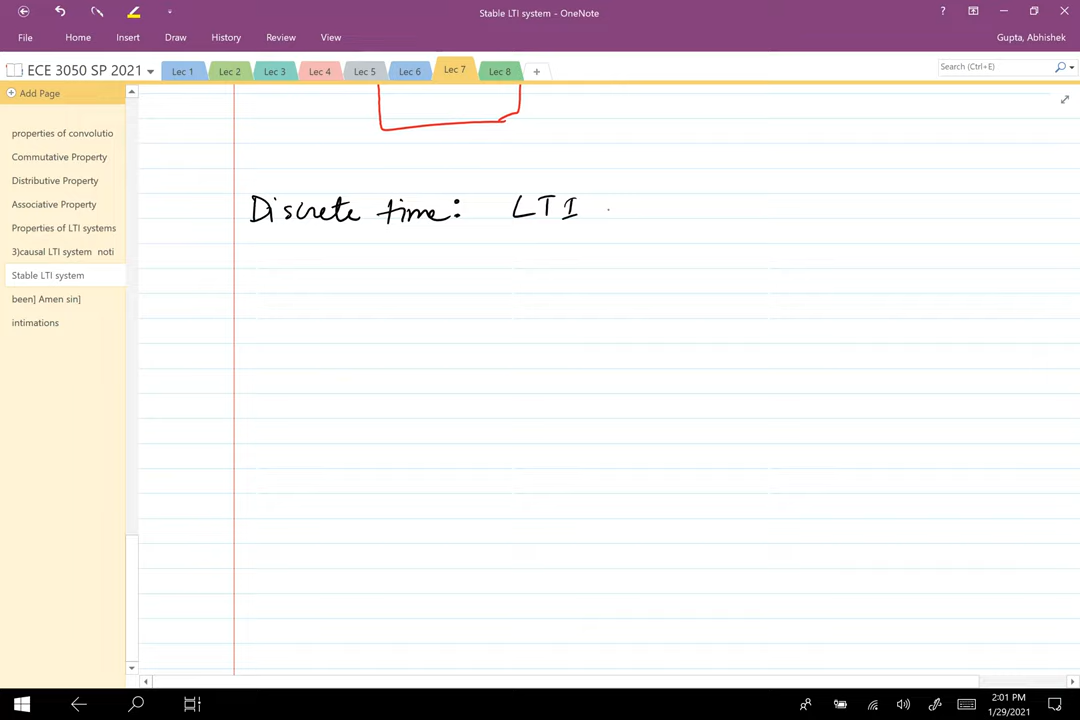 Stable LTI system - OneNote
File Home Insert Draw History Review View
Gupta, Abhishek
ECE 3050 SP 2021
Lec 1 Lec 2 Lec 3 Lec 4 Lec 5 Lec 6 Lec 7 Lec 8
Search (Ctrl+E)
Add Page
properties of convolutio
Commutative Property
Distributive Property
Associative Property
Properties of LTI systems
3)causal LTI system noti
Stable LTI system
been] Amen sin]
intimations
Discrete time: LTI
2:01 PM
1/29/2021